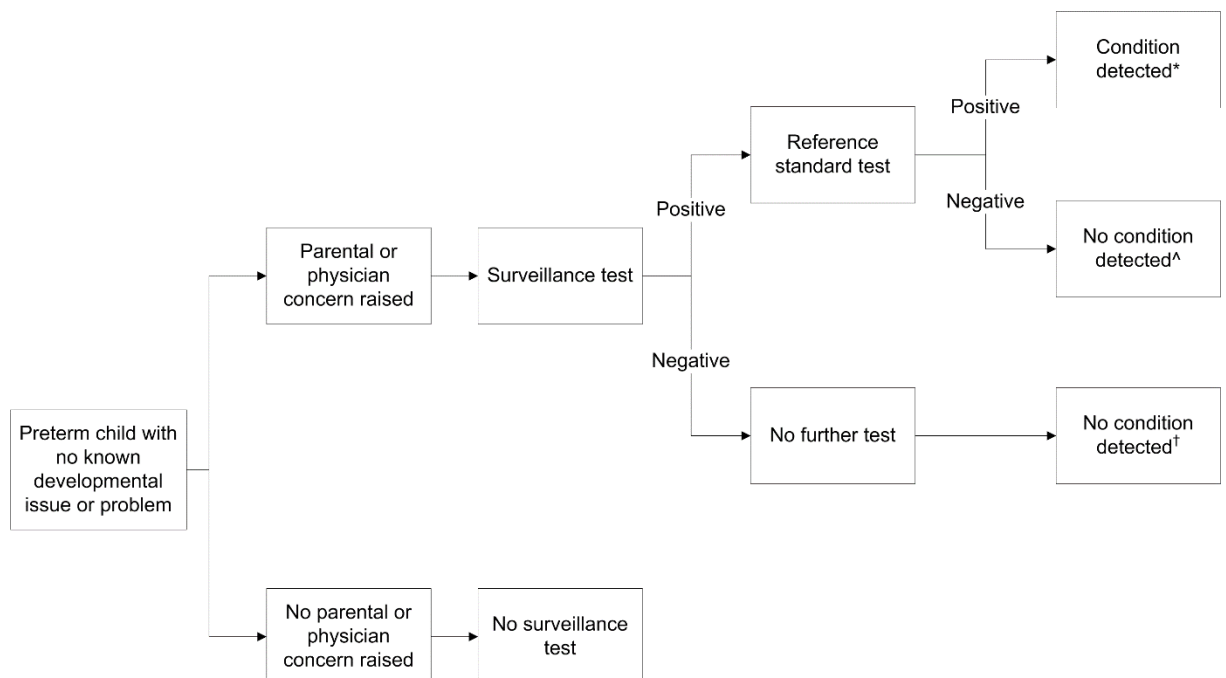 Preterm child with
no known
developmental
issue or problem
Parental or
physician
concern raised
Surveillance test
Positive
Reference
standard test
Positive
Condition
detected*
Negative
No condition
detected^
Negative
No further test
No condition
detected†
No parental or
physician
concern raised
No surveillance
test